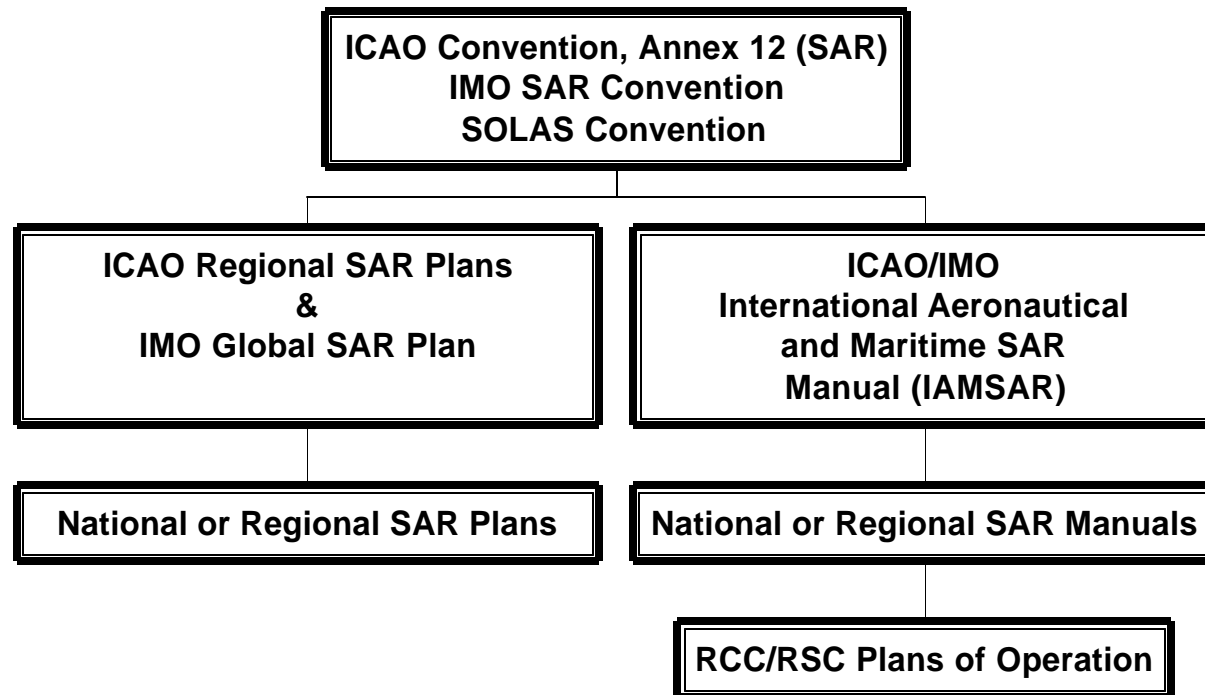 ICAO Convention, Annex 12 (SAR)
IMO SAR Convention
SOLAS Convention
ICAO Regional SAR Plans
&
IMO Global SAR Plan
ICAO/IMO
International Aeronautical
and Maritime SAR
Manual (IAMSAR)
National or Regional SAR Plans
National or Regional SAR Manuals
RCC/RSC Plans of Operation